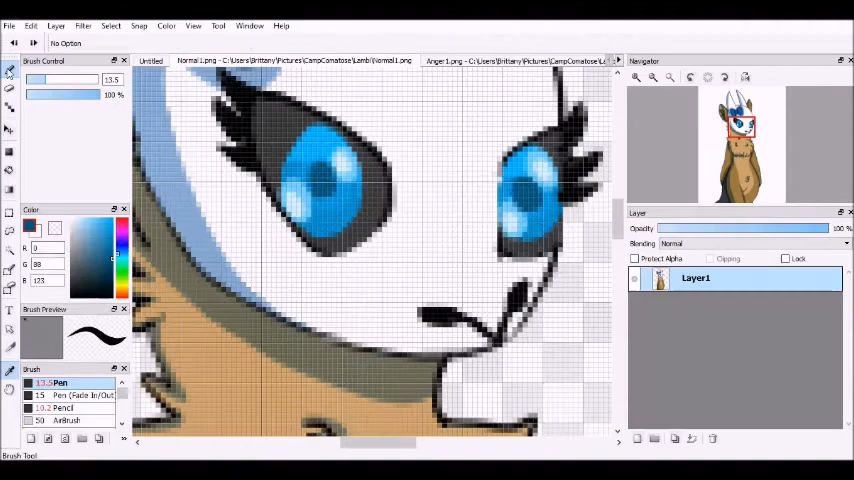 File Edit Layer Filter Select Snap Color View Tool Window Help
No Option
Brush Control
13.5
100 %
Untitled
Normal1.png - C:\Users\Brittany\Pictures\CampComatose\Lamb\Normal1.png
Anger1.png - C:\Users\Brittany\Pictures\CampComatose\La
Navigator
Color
R 0
G 88
B 123
Brush Preview
Brush
13.5 Pen
15 Pen (Fade In/Out
10.2 Pencil
50 AirBrush
Layer
Opacity 100 %
Blending Normal
Protect Alpha Clipping Lock
Layer1
Brush Tool